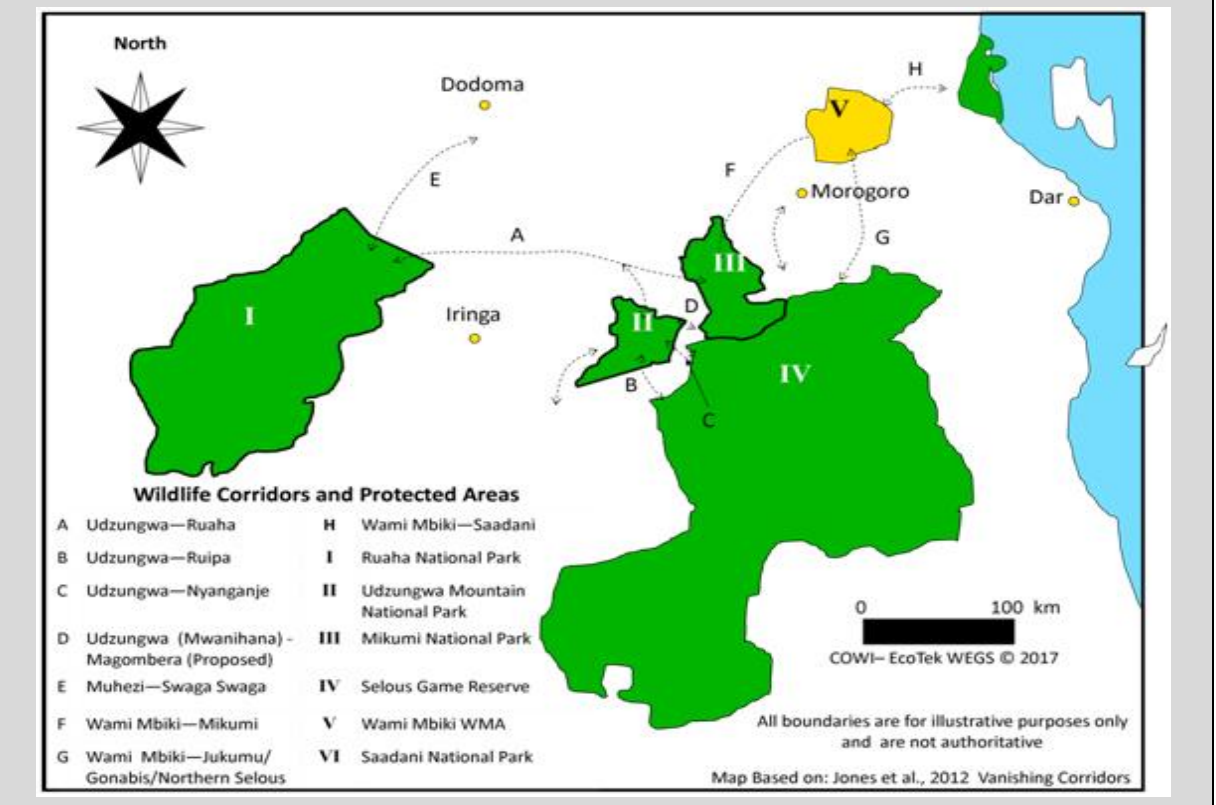 North
Dodoma
H
V
F
Morogoro
Dar
E
A
G
III
I
Iringa
D
II
IV
B
C
Wildlife Corridors and Protected Areas
A Udzungwa—Ruaha
B Udzungwa—Ruipa
C Udzungwa—Nyanganje
D Udzungwa (Mwanihana) -
Magombera (Proposed)
E Muhezi—Swaga Swaga
F Wami Mbiki—Mikumi
G Wami Mbiki—Jukumu/
Gonabis/Northern Selous
H Wami Mbiki—Saadani
I Ruaha National Park
II Udzungwa Mountain
National Park
III Mikumi National Park
IV Selous Game Reserve
V Wami Mbiki WMA
VI Saadani National Park
0 100 km
COWI– EcoTek WEGS © 2017
All boundaries are for illustrative purposes only
and are not authoritative
Map Based on: Jones et al., 2012 Vanishing Corridors